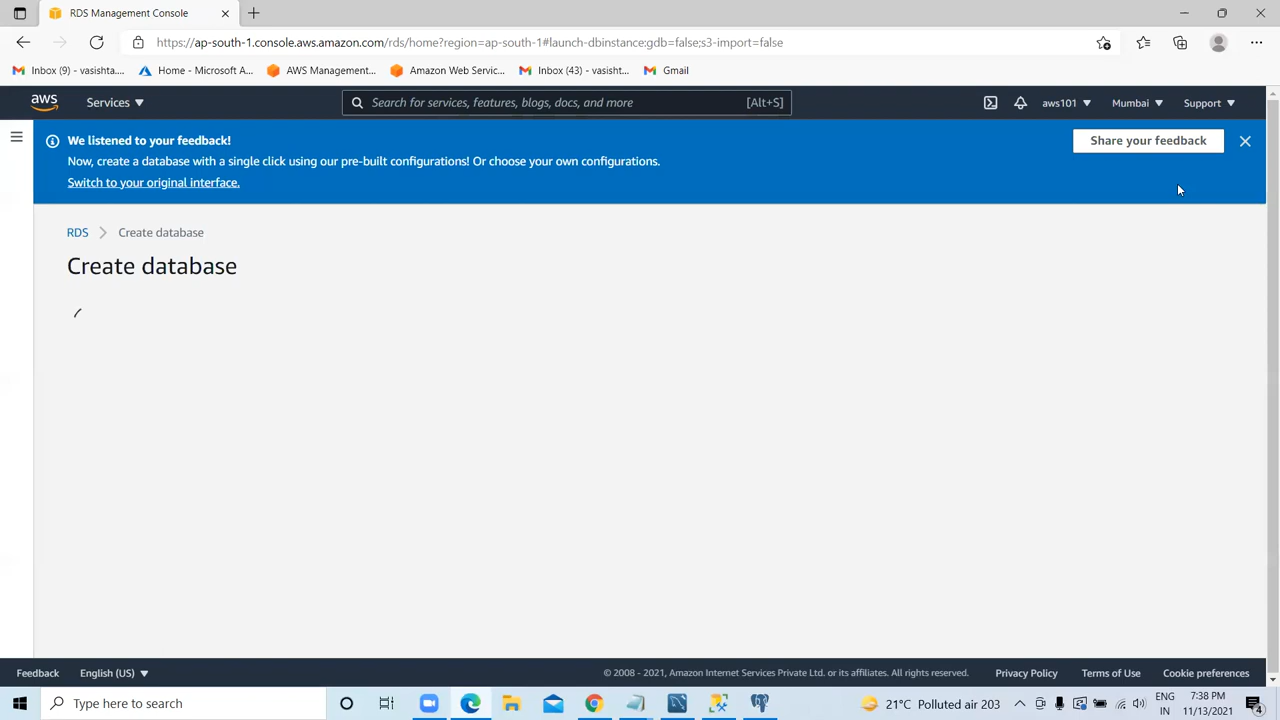 RDS Management Console
https://ap-south-1.console.aws.amazon.com/rds/home?region=ap-south-1#launch-dbinstance:gdb=false;s3-import=false
Inbox (9) - vasishta....
Home - Microsoft A...
AWS Management...
Amazon Web Servic...
Inbox (43) - vasisht...
Gmail
aws
Services
Search for services, features, blogs, docs, and more
[Alt+S]
aws101
Mumbai
Support
We listened to your feedback!
Now, create a database with a single click using our pre-built configurations! Or choose your own configurations.
Switch to your original interface.
Share your feedback
RDS
Create database
Create database
Feedback
English (US)
© 2008 - 2021, Amazon Internet Services Private Ltd. or its affiliates. All rights reserved.
Privacy Policy
Terms of Use
Cookie preferences
Type here to search
21°C Polluted air 203
ENG
IN
7:38 PM
11/13/2021
4